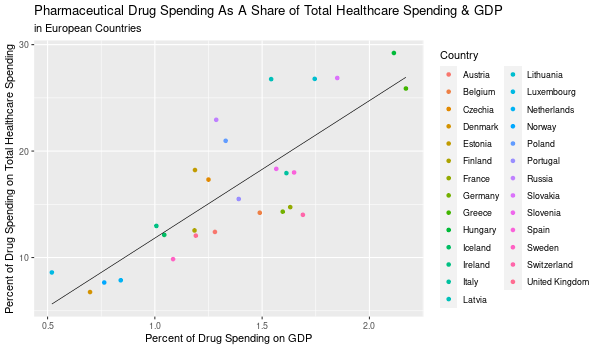 Pharmaceutical Drug Spending As A Share of Total Healthcare Spending & GDP
in European Countries
Percent of Drug Spending on Total Healthcare Spending
30
20
10
0.5
1.0
1.5
2.0
Percent of Drug Spending on GDP
Country
Austria
Belgium
Czechia
Denmark
Estonia
Finland
France
Germany
Greece
Hungary
Iceland
Ireland
Italy
Latvia
Lithuania
Luxembourg
Netherlands
Norway
Poland
Portugal
Russia
Slovakia
Slovenia
Spain
Sweden
Switzerland
United Kingdom